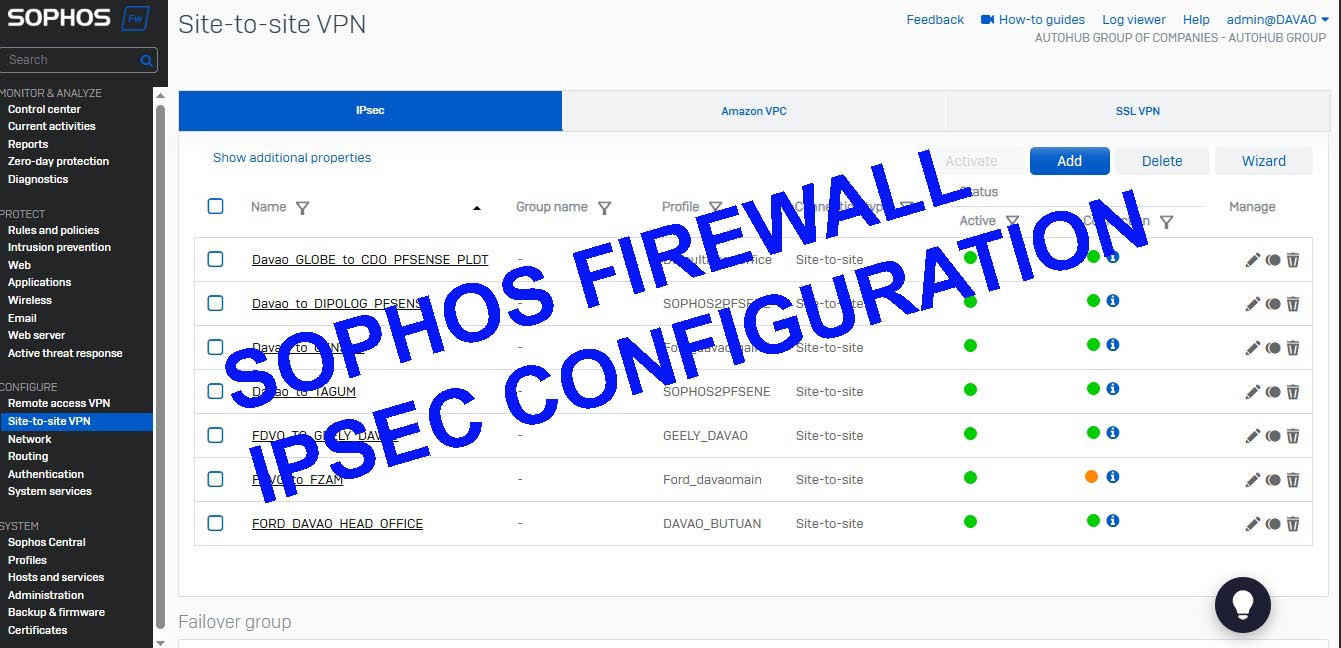 SOPHOS Fw
Site-to-site VPN
Feedback How-to guides Log viewer Help admin@DAVAO
AUTOHUB GROUP OF COMPANIES - AUTOHUB GROUP
Search
MONITOR & ANALYZE
Control center
Current activities
Reports
Zero-day protection
Diagnostics
PROTECT
Rules and policies
Intrusion prevention
Web
Applications
Wireless
Email
Web server
Active threat response
CONFIGURE
Remote access VPN
Site-to-site VPN
Network
Routing
Authentication
System services
SYSTEM
Sophos Central
Profiles
Hosts and services
Administration
Backup & firmware
Certificates
IPsec Amazon VPC SSL VPN
Show additional properties Activate Add Delete Wizard
Status
Name Group name Profile Manage
Active
Davao_GLOBE_to_CDO_PFSENSE_PLDT - Site-to-site
Davao_to_DIPOLOG_PFSENS - Site-to-site
- Site-to-site
Davao_to_TAGUM - SOPHOS2PFSENE Site-to-site
- GEELY_DAVAO Site-to-site
to_FZAM - Ford_davaomain Site-to-site
FORD_DAVAO_HEAD_OFFICE - DAVAO_BUTUAN Site-to-site
SOPHOS FIREWALL
IPSEC CONFIGURATION
Failover group